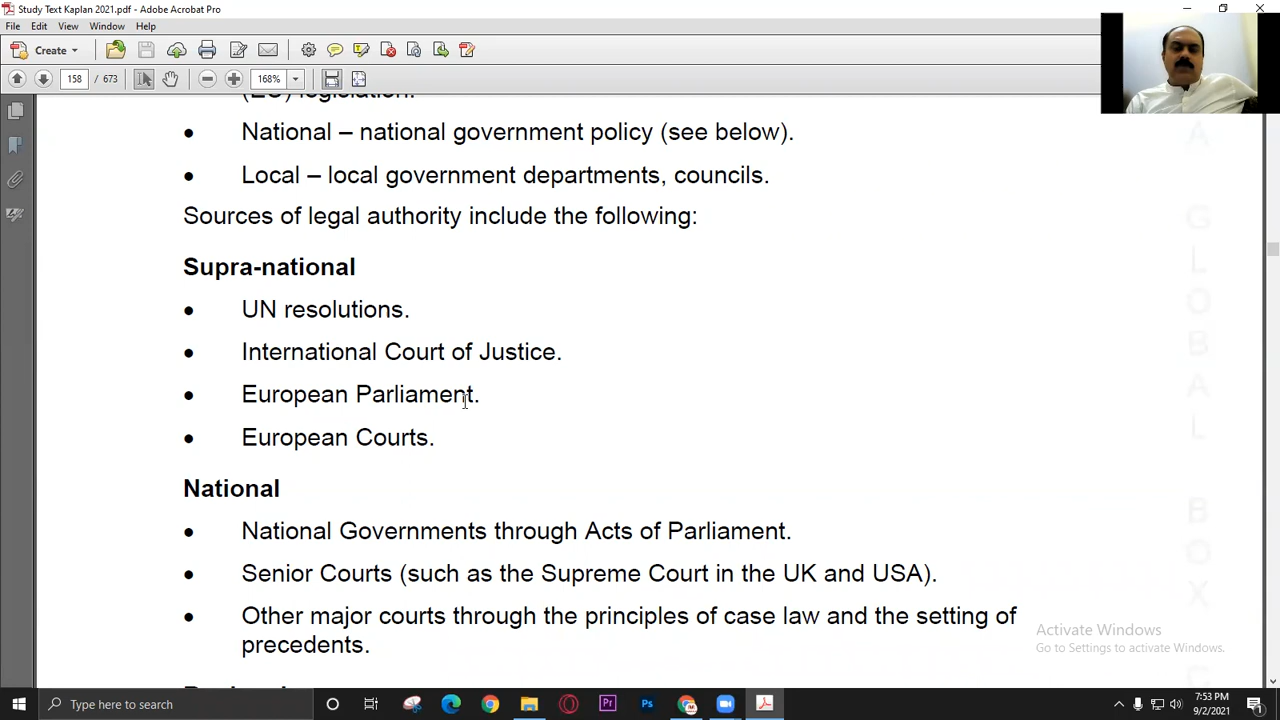 Study Text Kaplan 2021.pdf - Adobe Acrobat Pro
File Edit View Window Help
Create
158 / 673 168%
(EU) legislation.
• National – national government policy (see below).
• Local – local government departments, councils.
Sources of legal authority include the following:
Supra-national
• UN resolutions.
• International Court of Justice.
• European Parliament.
• European Courts.
National
• National Governments through Acts of Parliament.
• Senior Courts (such as the Supreme Court in the UK and USA).
• Other major courts through the principles of case law and the setting of
precedents.
A
G
L
O
B
A
L
B
O
X
Activate Windows
Go to Settings to activate Windows.
Type here to search
Pr
Ps
7:53 PM
9/2/2021